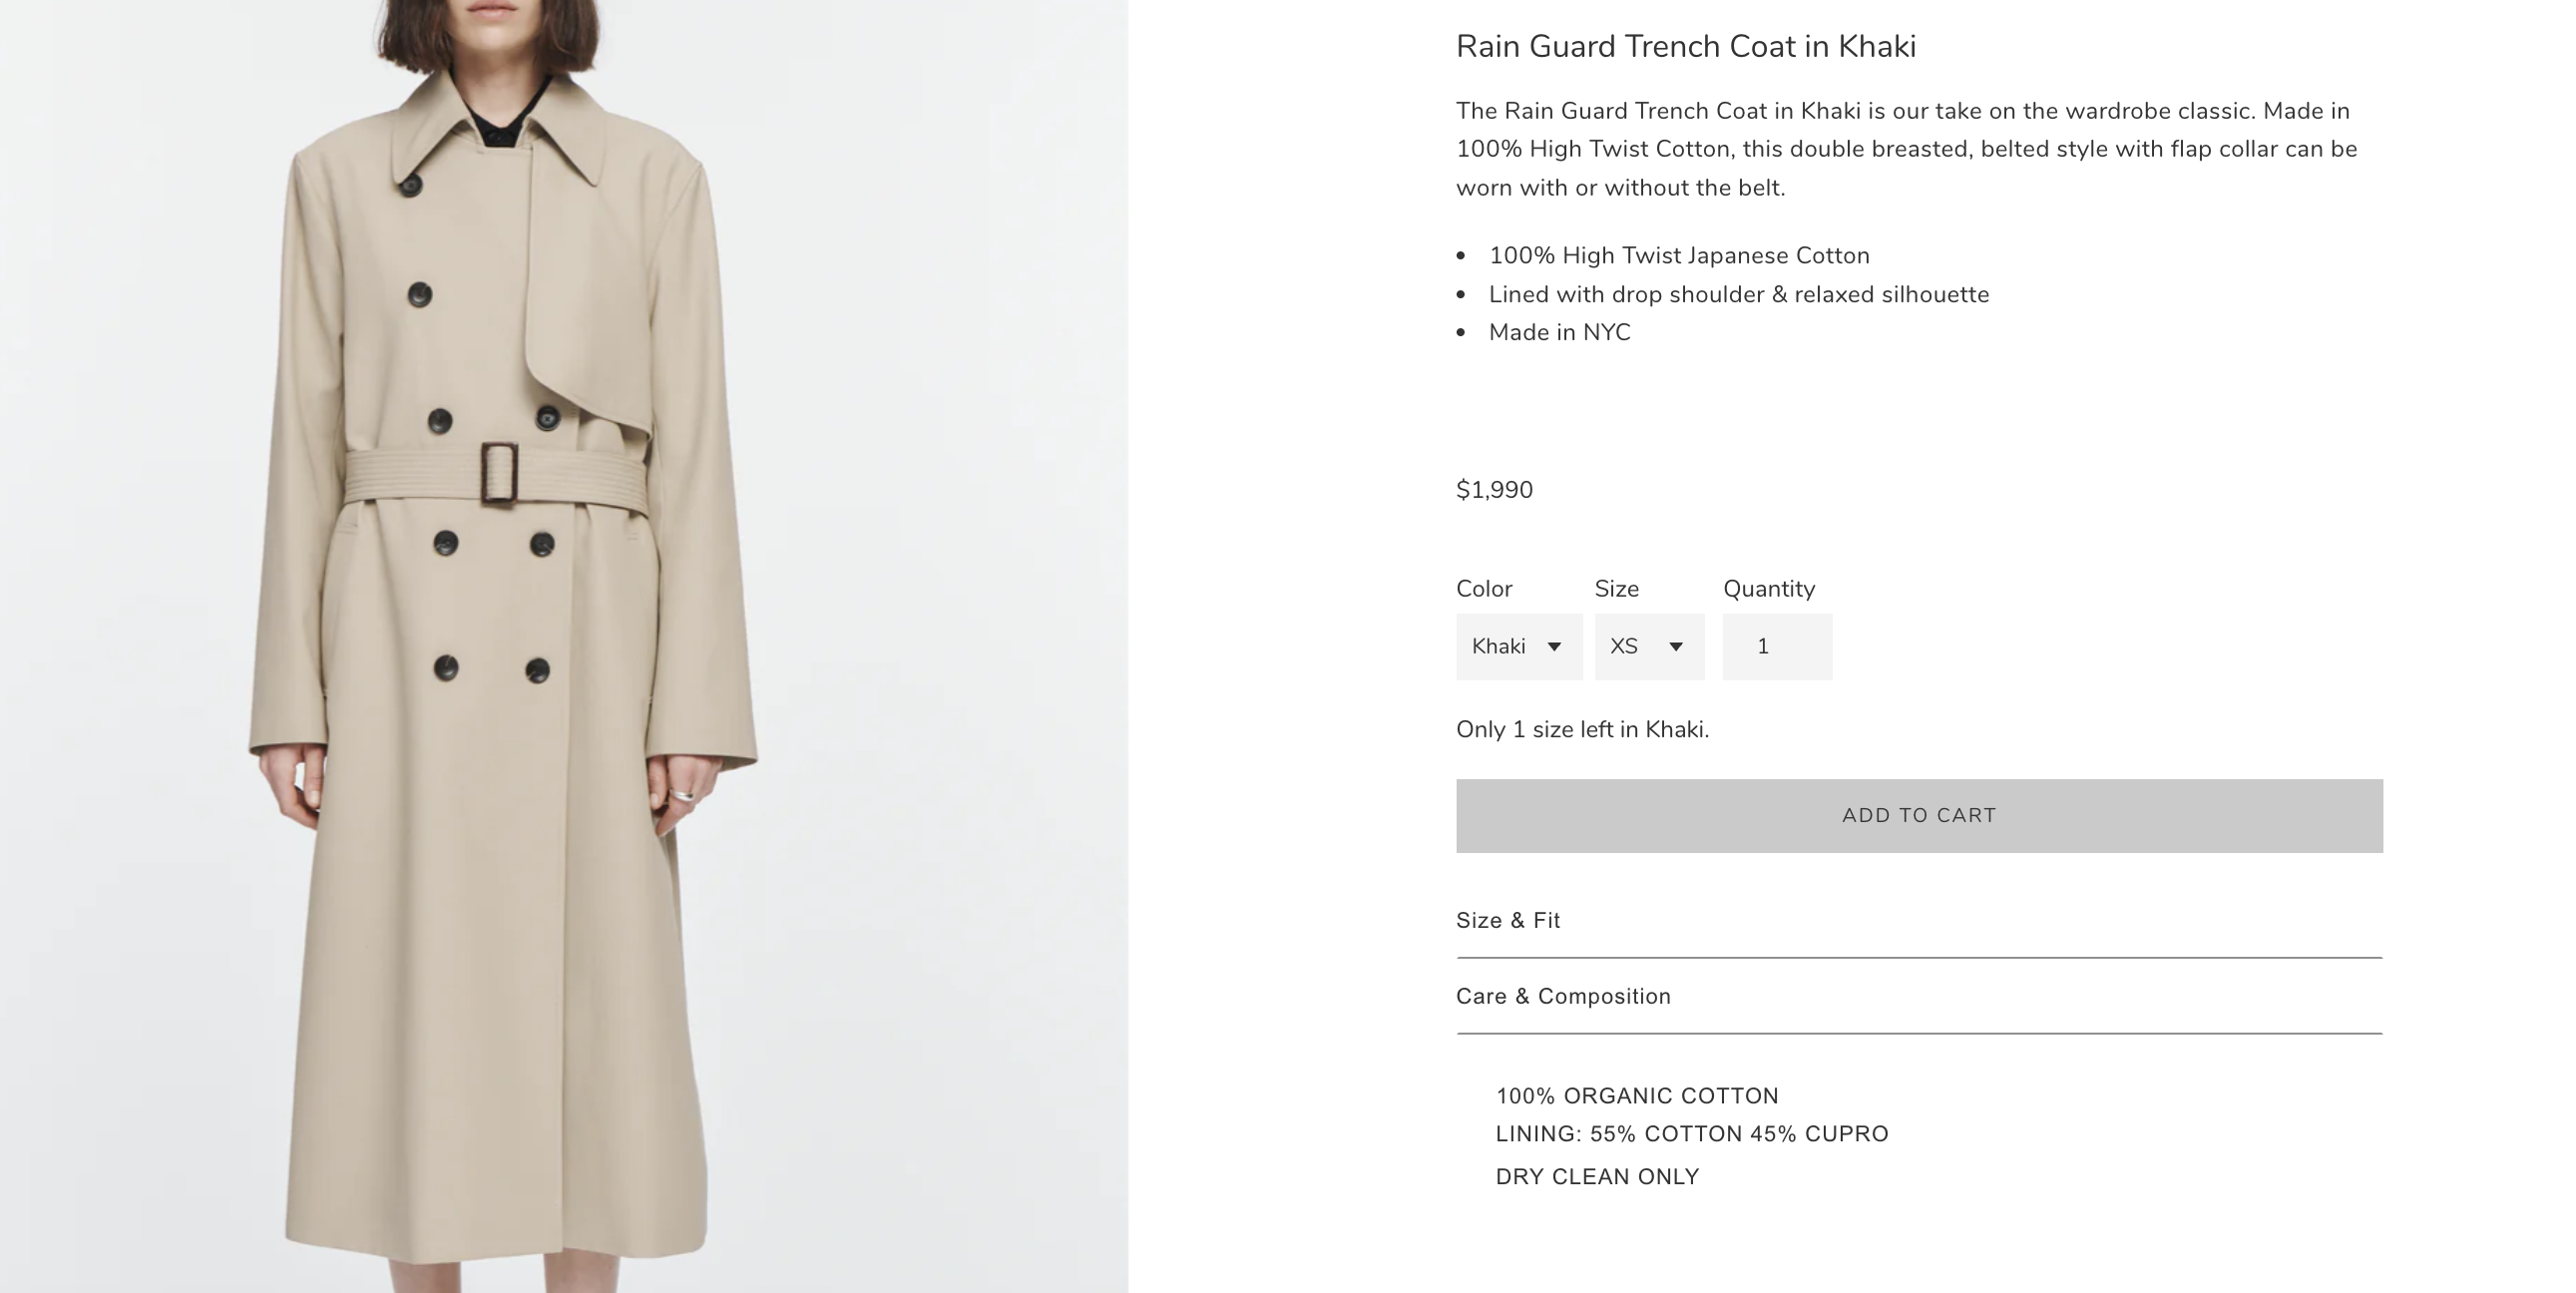 Rain Guard Trench Coat in Khaki
The Rain Guard Trench Coat in Khaki is our take on the wardrobe classic. Made in
100% High Twist Cotton, this double breasted, belted style with flap collar can be
worn with or without the belt.
• 100% High Twist Japanese Cotton
• Lined with drop shoulder & relaxed silhouette
• Made in NYC
$1,990
Color Size Quantity
Khaki XS 1
Only 1 size left in Khaki.
ADD TO CART
Size & Fit
Care & Composition
100% ORGANIC COTTON
LINING: 55% COTTON 45% CUPRO
DRY CLEAN ONLY